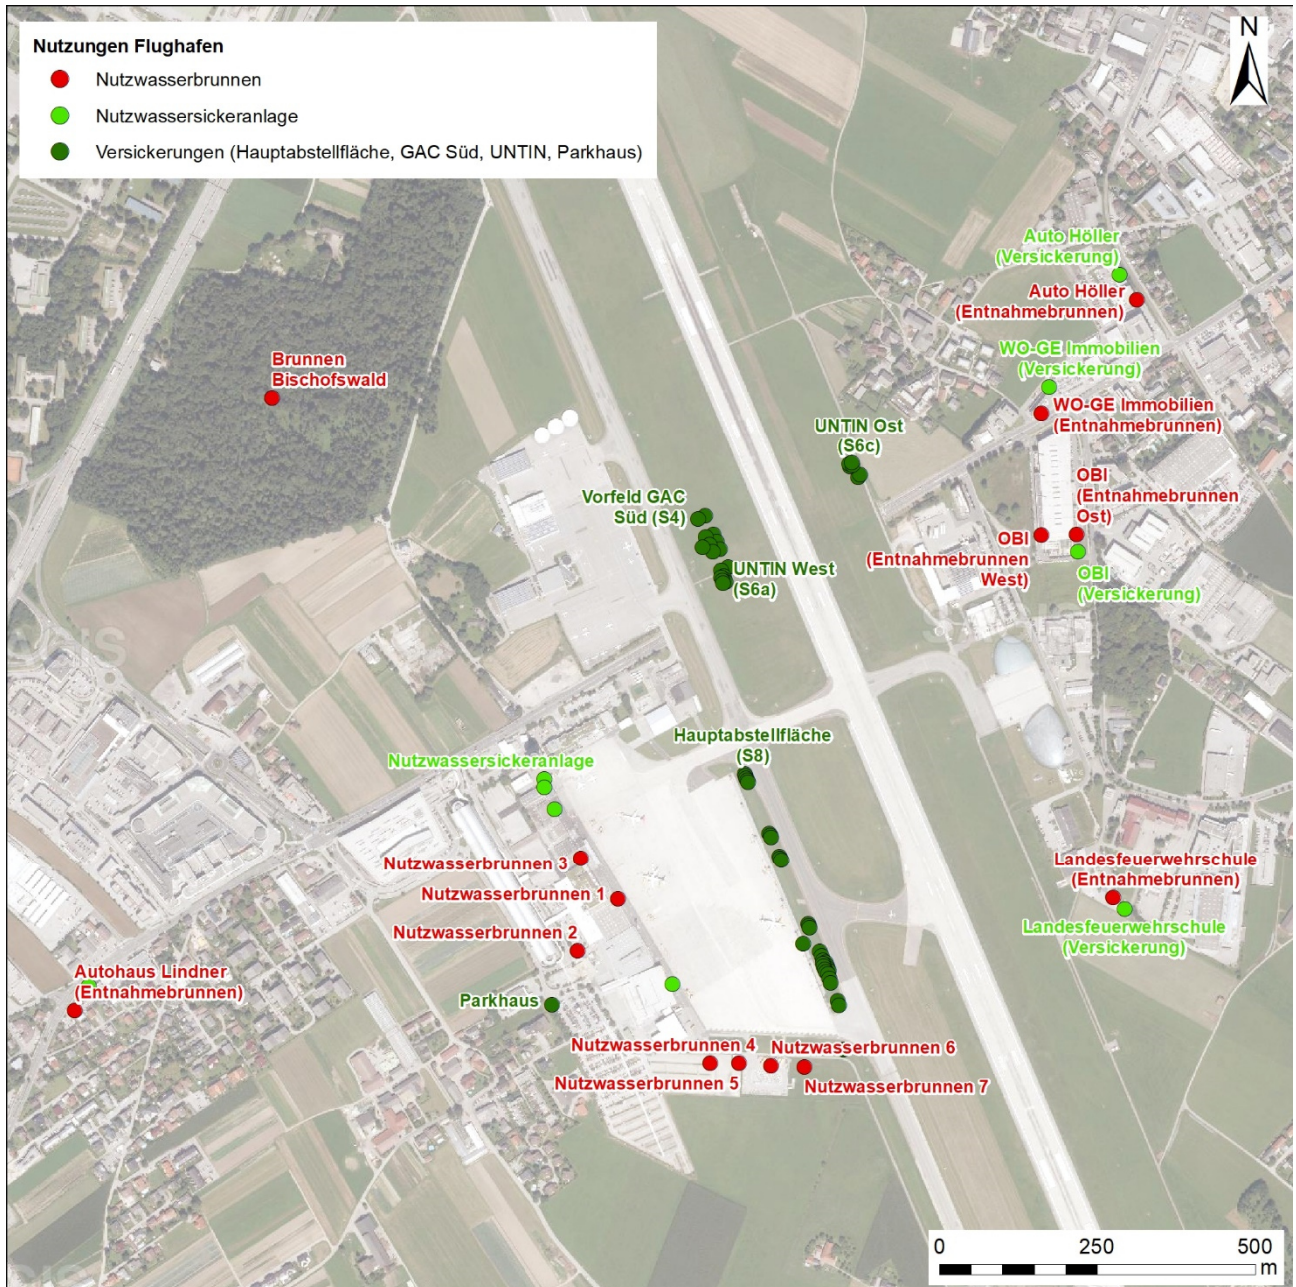 Nutzungen Flughafen
Nutzwasserbrunnen
Nutzwassersickeranlage
Versickerungen (Hauptabstellfläche, GAC Süd, UNTIN, Parkhaus)
N
Auto Höller
(Versickerung)
Auto Höller
(Entnahmebrunnen)
WO-GE Immobilien
(Versickerung)
Brunnen
Bischofswald
WO-GE Immobilien
(Entnahmebrunnen)
UNTIN Ost
(S6c)
OBI
(Entnahmebrunnen
Ost)
Vorfeld GAC
Süd (S4)
OBI
(Entnahmebrunnen
West)
UNTIN West
(S6a)
OBI
(Versickerung)
Hauptabstellfläche
(S8)
Nutzwassersickeranlage
Nutzwasserbrunnen 3
Landesfeuerwehrschule
(Entnahmebrunnen)
Nutzwasserbrunnen 1
Landesfeuerwehrschule
(Versickerung)
Nutzwasserbrunnen 2
Autohaus Lindner
(Entnahmebrunnen)
Parkhaus
Nutzwasserbrunnen 4
Nutzwasserbrunnen 6
Nutzwasserbrunnen 5
Nutzwasserbrunnen 7
0 250 500
m